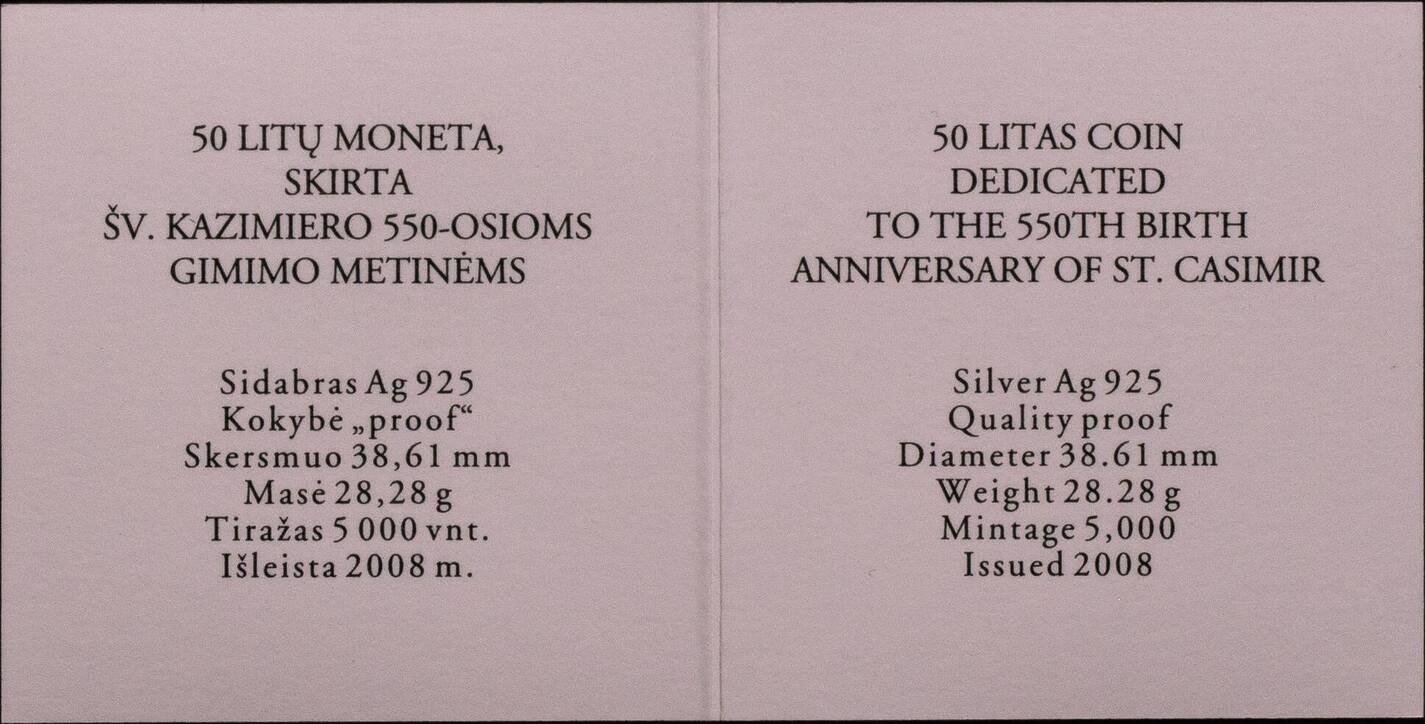 50 LITŲ MONETA,
SKIRTA
ŠV. KAZIMIERO 550-OSIOMS
GIMIMO METINĖMS
Sidabras Ag 925
Kokybė „proof“
Skersmuo 38,61 mm
Masė 28,28 g
Tiražas 5 000 vnt.
Išleista 2008 m.
50 LITAS COIN
DEDICATED
TO THE 550TH BIRTH
ANNIVERSARY OF ST. CASIMIR
Silver Ag 925
Quality proof
Diameter 38.61 mm
Weight 28.28 g
Mintage 5,000
Issued 2008